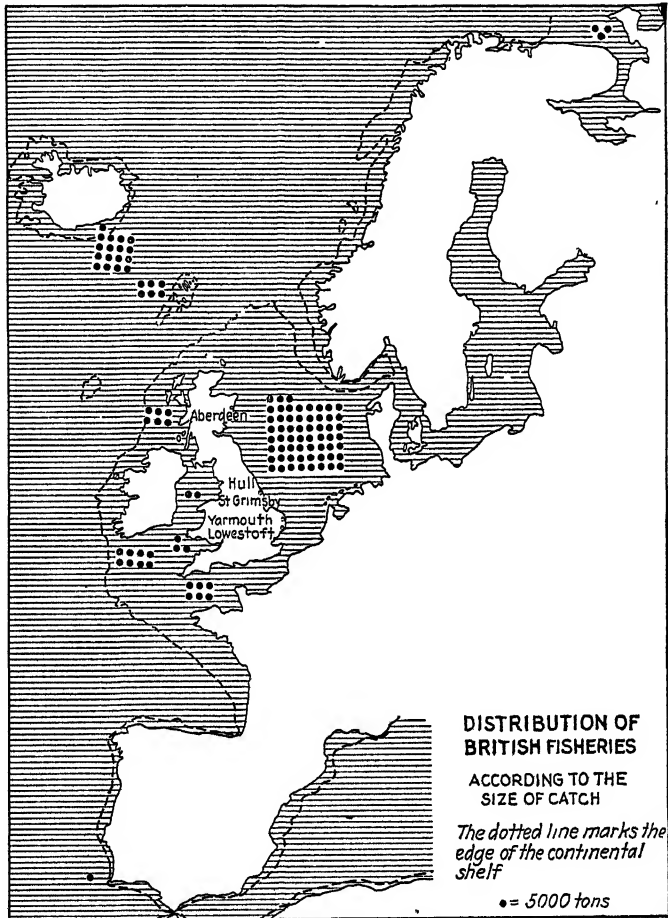 Aberdeen
Hull
St Grimsby
Yarmouth
Lowestoft
DISTRIBUTION OF
BRITISH FISHERIES
ACCORDING TO THE
SIZE OF CATCH
The dotted line marks the
edge of the continental
shelf
●= 5000 tons